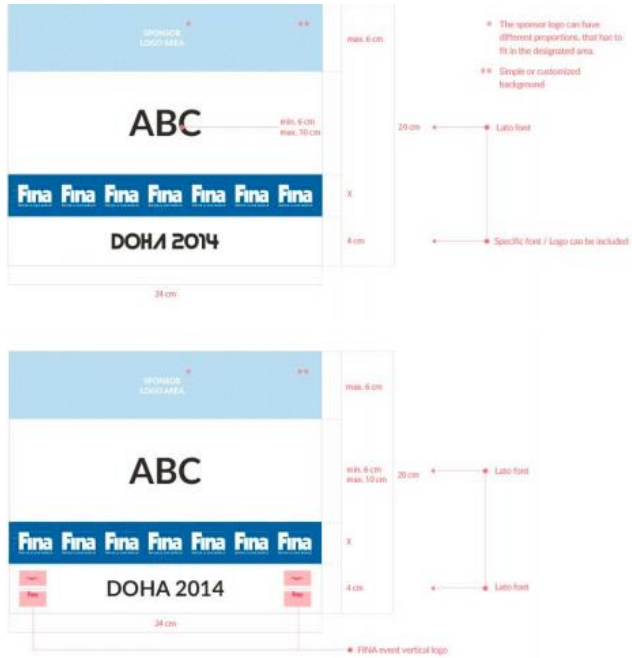 SPONSOR
LOGO AREA
*
**
max. 6 cm
* The sponsor logo can have
different proportions, that has to
fit in the designated area
** Simple or customized
background
ABC
min. 6 cm
max. 10 cm
20 cm
Lato font
Fina Fina Fina Fina Fina Fina Fina
X
DOHA 2014
4 cm
Specific font / Logo can be included
24 cm
SPONSOR
LOGO AREA
*
**
max. 6 cm
ABC
min. 6 cm
max. 10 cm
20 cm
Lato font
Fina Fina Fina Fina Fina Fina Fina
X
DOHA 2014
4 cm
Lato font
24 cm
FINA event vertical logo